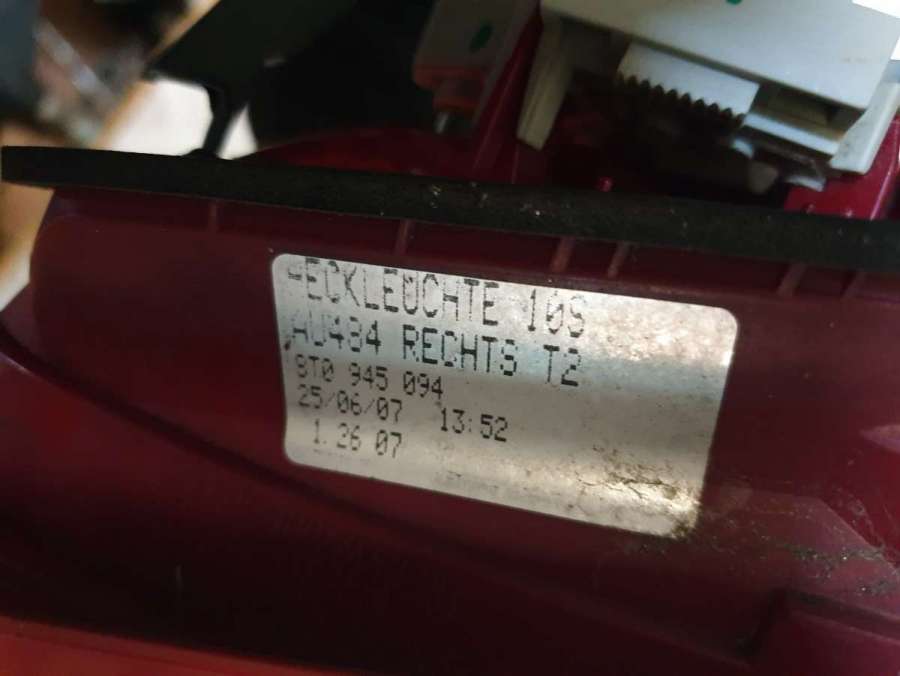 HECKLEUCHTE 10S
AU484 RECHTS T2
8T0 945 094
25/06/07 13:52
1.26 07